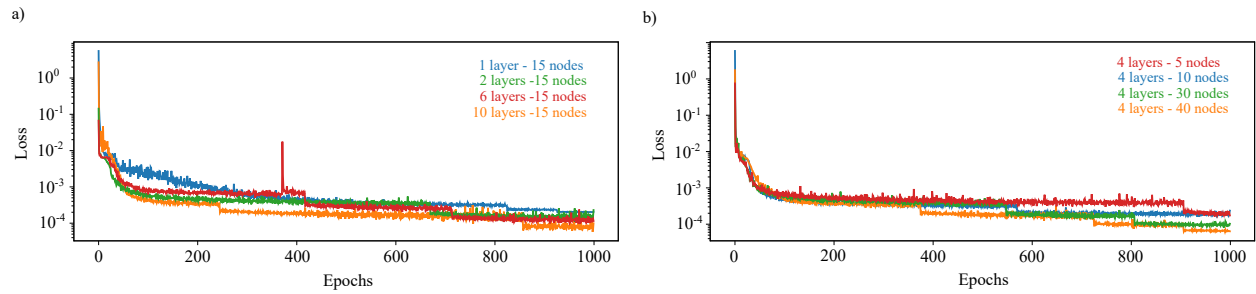 a)
10^0
10^-1
10^-2
10^-3
10^-4
Loss
0
200
400
600
800
1000
Epochs
1 layer - 15 nodes
2 layers -15 nodes
6 layers -15 nodes
10 layers -15 nodes
b)
10^0
10^-1
10^-2
10^-3
10^-4
Loss
0
200
400
600
800
1000
Epochs
4 layers - 5 nodes
4 layers - 10 nodes
4 layers - 30 nodes
4 layers - 40 nodes